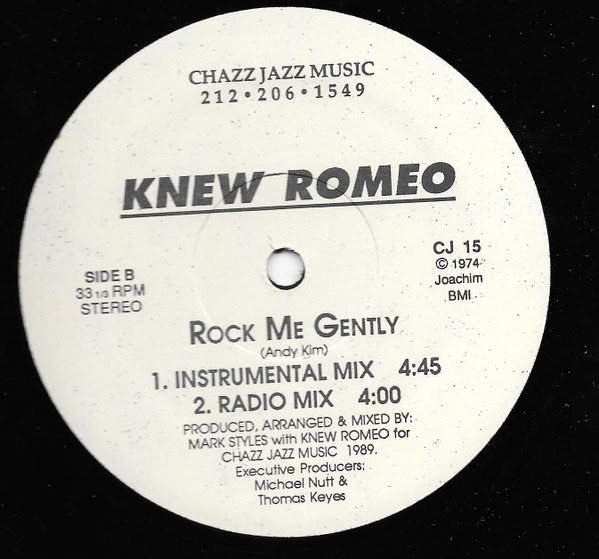 CHAZZ JAZZ MUSIC
212•206•1549
KNEW ROMEO
CJ 15
© 1974
Joachim
BMI
SIDE B
33 1/3 RPM
STEREO
ROCK ME GENTLY
(Andy Kim)
1. INSTRUMENTAL MIX 4:45
2. RADIO MIX 4:00
PRODUCED, ARRANGED & MIXED BY:
MARK STYLES with KNEW ROMEO for
CHAZZ JAZZ MUSIC 1989.
Executive Producers:
Michael Nutt &
Thomas Keyes